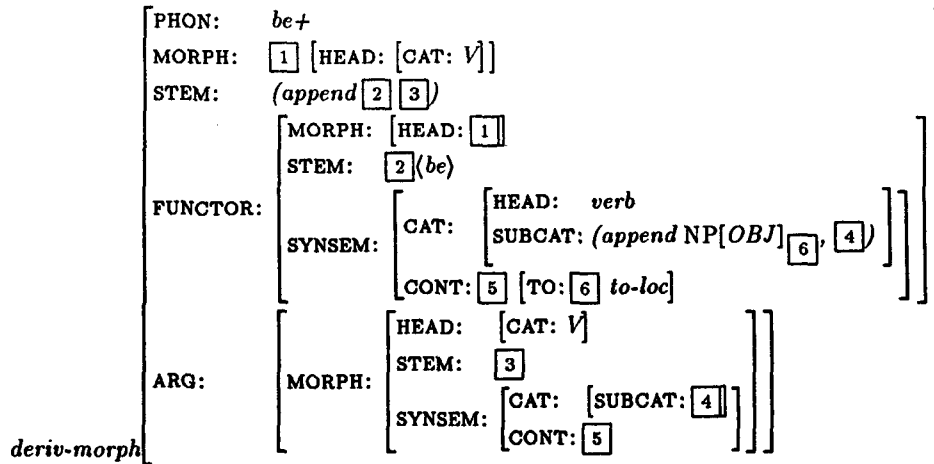 PHON: be+
MORPH: 1 [HEAD: [CAT: V]]
STEM: (append 2 3)
MORPH: [HEAD: 1]
STEM: 2 ⟨be⟩
FUNCTOR:
HEAD: verb
CAT:
SUBCAT: (append NP[OBJ] 6, 4)
SYNSEM:
CONT: 5 [TO: 6 to-loc]
HEAD: [CAT: V]
STEM: 3
ARG: MORPH:
CAT: [SUBCAT: 4]
SYNSEM:
CONT: 5
deriv-morph